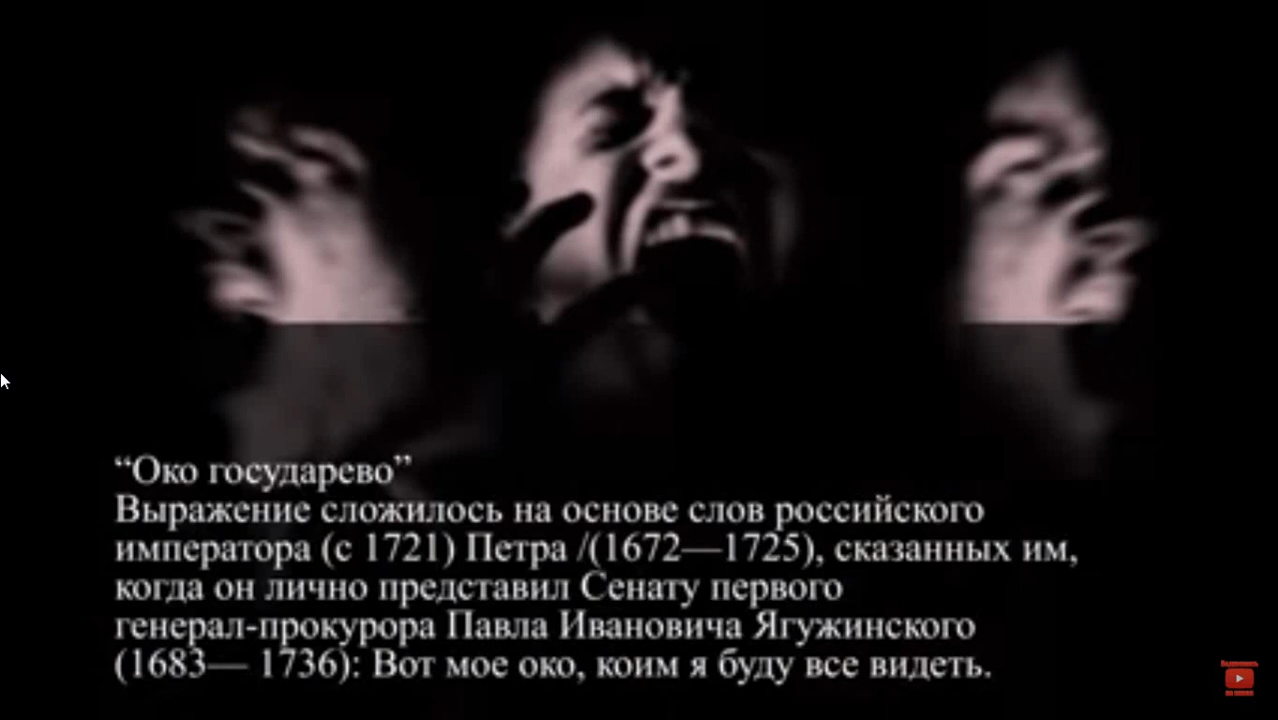 “Око государево”
Выражение сложилось на основе слов российского
императора (с 1721) Петра /(1672—1725), сказанных им,
когда он лично представил Сенату первого
генерал-прокурора Павла Ивановича Ягужинского
(1683— 1736): Вот мое око, коим я буду все видеть.